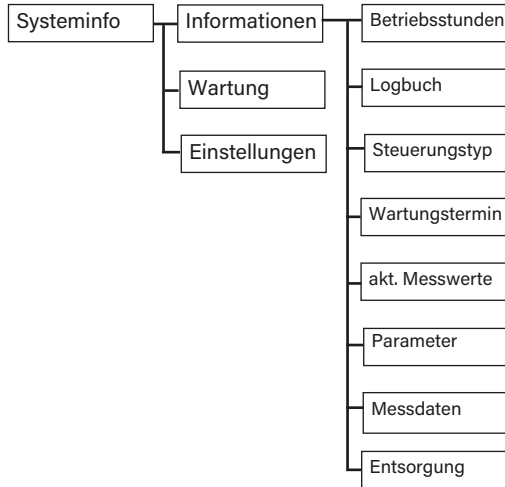 Systeminfo
Informationen
Wartung
Einstellungen
Betriebsstunden
Logbuch
Steuerungstyp
Wartungstermin
akt. Messwerte
Parameter
Messdaten
Entsorgung